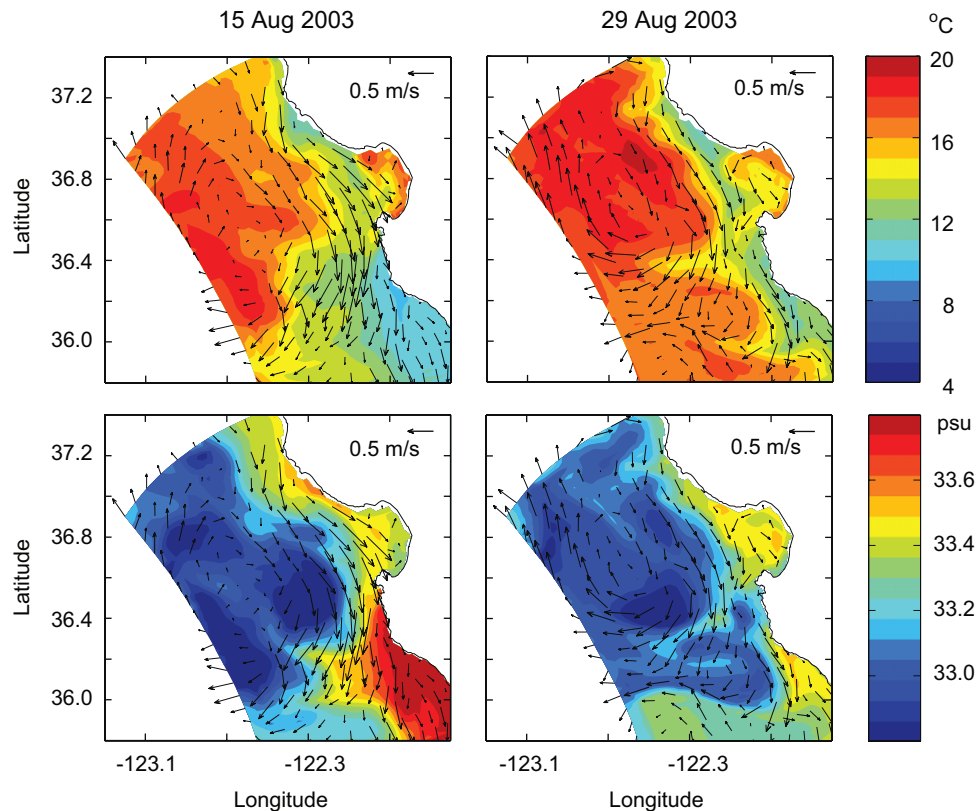 15 Aug 2003
29 Aug 2003
oC
0.5 m/s
0.5 m/s
37.2
36.8
36.4
36.0
Latitude
20
16
12
8
4
0.5 m/s
0.5 m/s
37.2
36.8
36.4
36.0
Latitude
psu
33.6
33.4
33.2
33.0
-123.1
-122.3
-123.1
-122.3
Longitude
Longitude